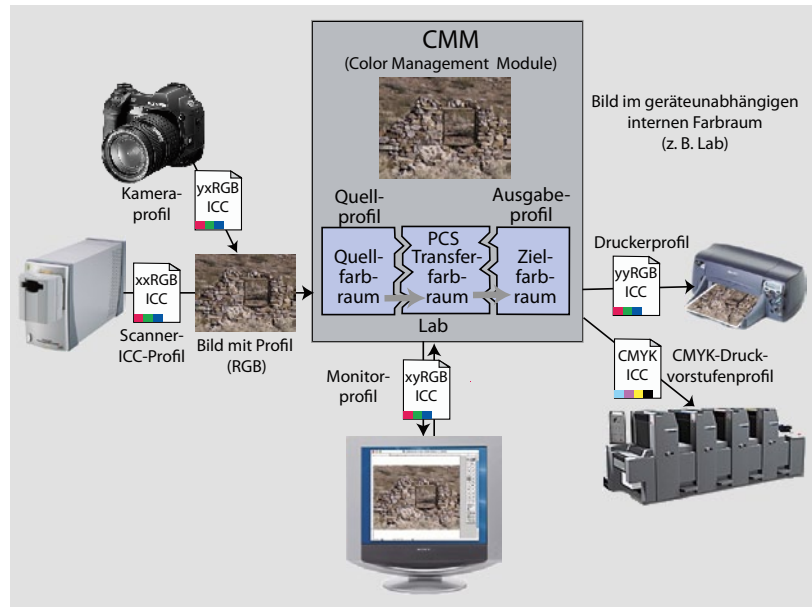 CMM
(Color Management Module)
Bild im geräteunabhängigen
internen Farbraum
(z. B. Lab)
Kamera-
profil
yxRGB
ICC
Quell-
profil
Ausgabe-
profil
Quell-
farb-
raum
PCS
Transfer-
farb-
raum
Ziel-
farb-
raum
Lab
Druckerprofil
yyRGB
ICC
xxRGB
ICC
Scanner-
ICC-Profil
Bild mit Profil
(RGB)
Monitor-
profil
xyRGB
ICC
CMYK
ICC
CMYK-Druck-
vorstufenprofil